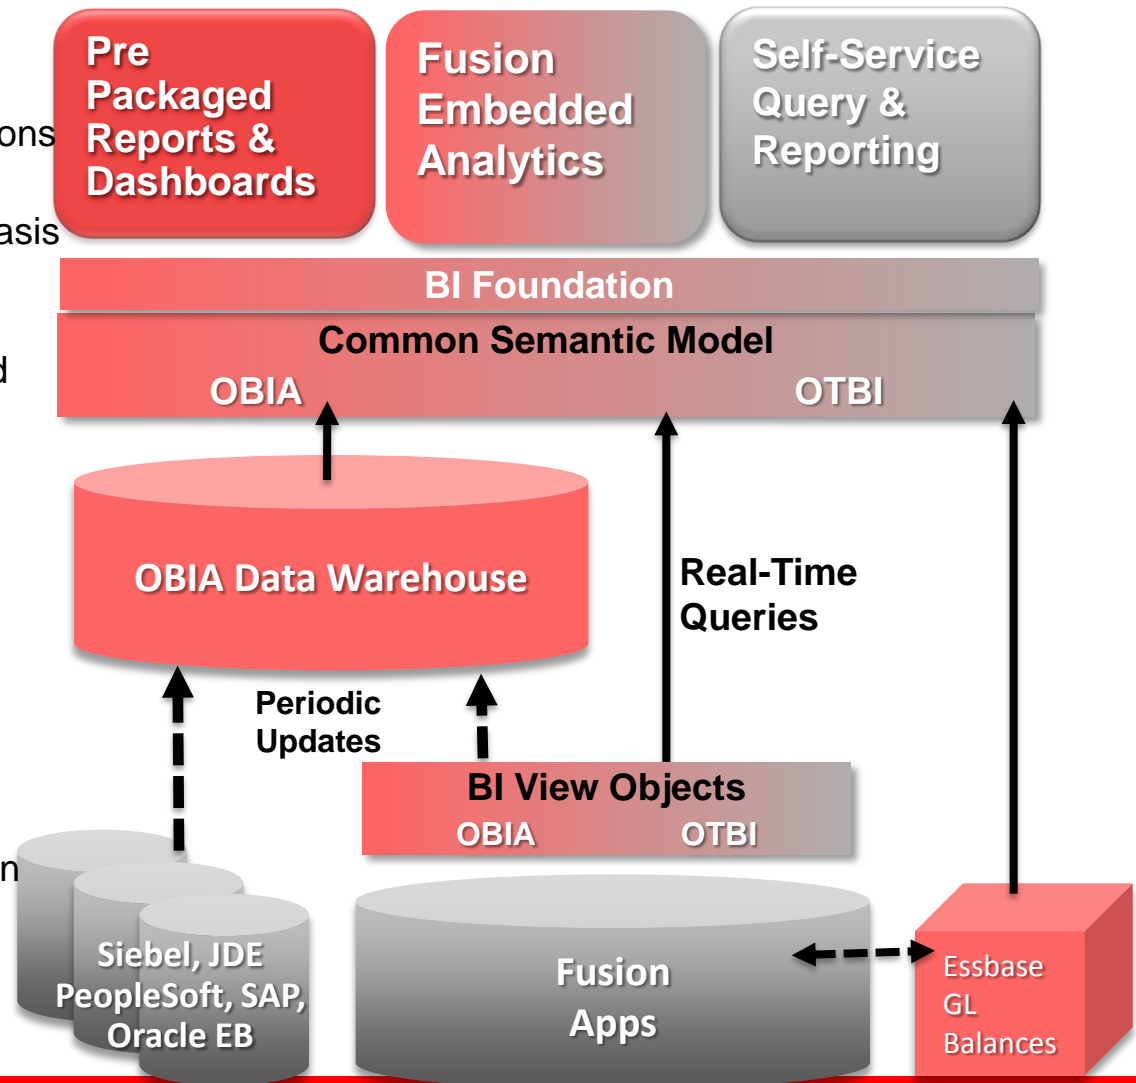 Pre
Packaged
Reports &
Dashboards
Fusion
Embedded
Analytics
Self-Service
Query &
Reporting
ons
asis
d
n
BI Foundation
Common Semantic Model
OBIA
OTBI
OBIA Data Warehouse
Real-Time
Queries
Periodic
Updates
BI View Objects
OBIA
OTBI
Siebel, JDE
PeopleSoft, SAP,
Oracle EB
Fusion
Apps
Essbase
GL
Balances